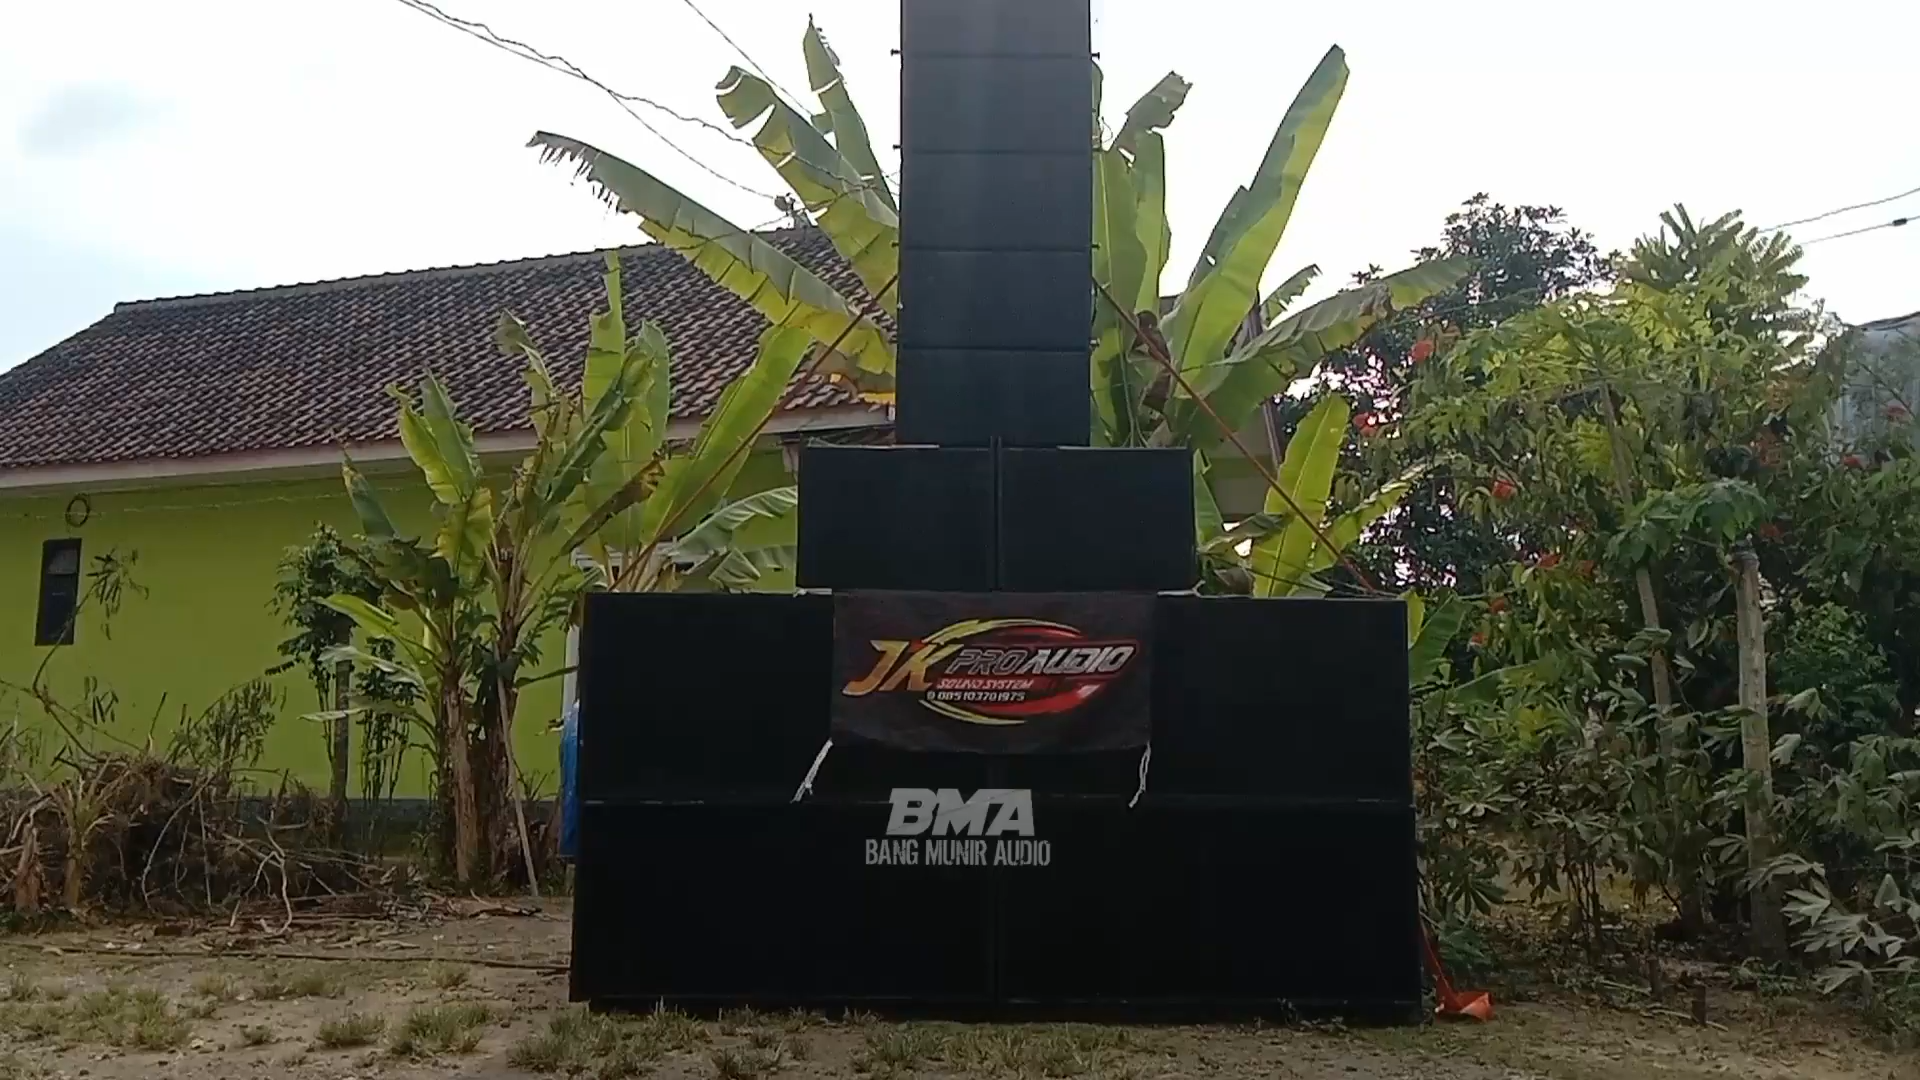 JK PRO AUDIO
SOUND SYSTEM
085103701975
BMA
BANG MUNIR AUDIO